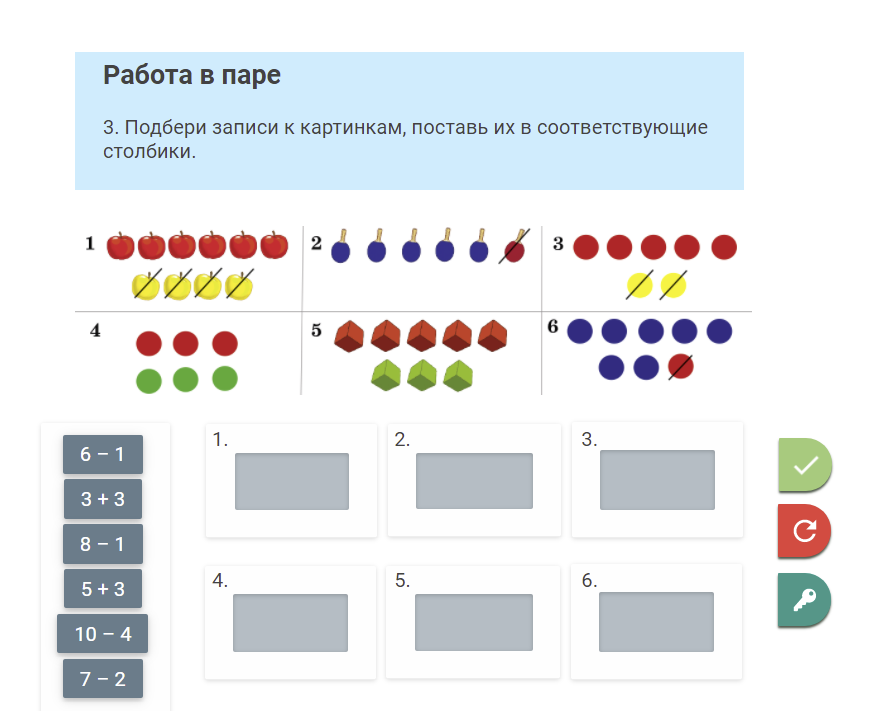 Работа в паре
3. Подбери записи к картинкам, поставь их в соответствующие
столбики.
1
2
3
4
5
6
6 – 1
3 + 3
8 – 1
5 + 3
10 – 4
7 – 2
1.
2.
3.
4.
5.
6.